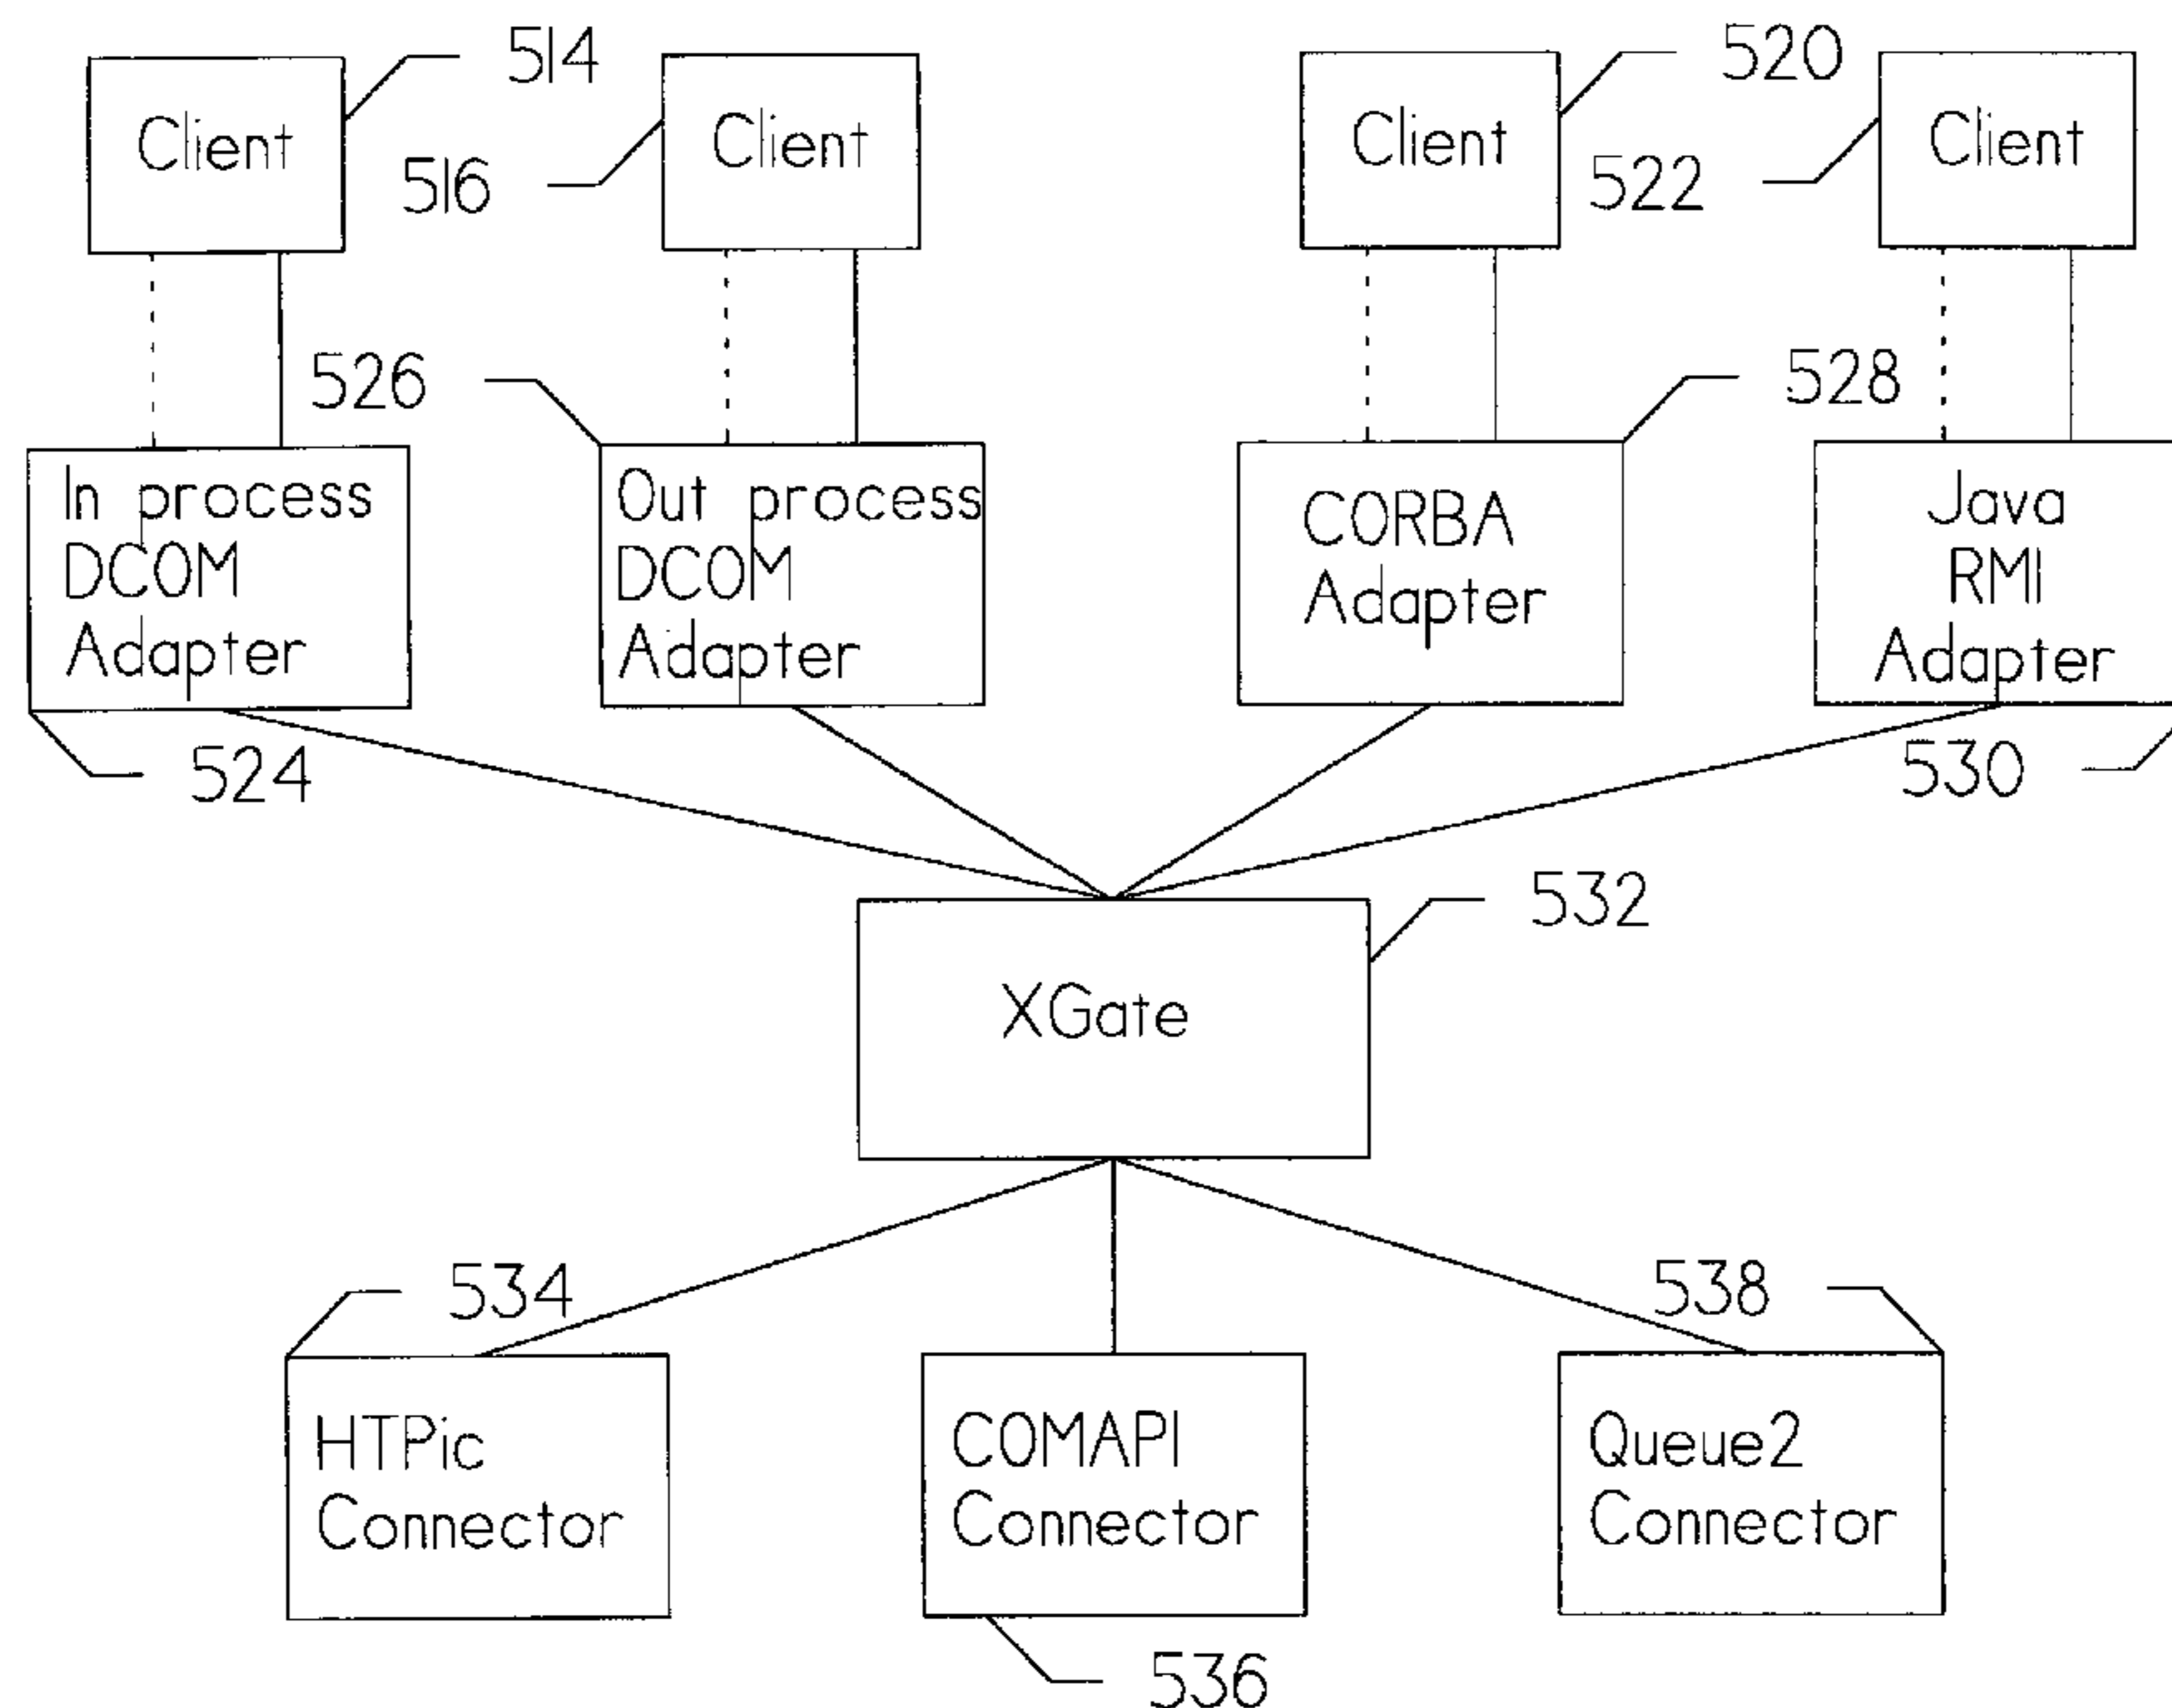 514
520
Client
Client
Client
Client
516
522
526
528
In process
DCOM
Adapter
Out process
DCOM
Adapter
CORBA
Adapter
Java
RMI
Adapter
524
530
532
XGate
534
538
HTPic
Connector
COMAPI
Connector
Queue2
Connector
536